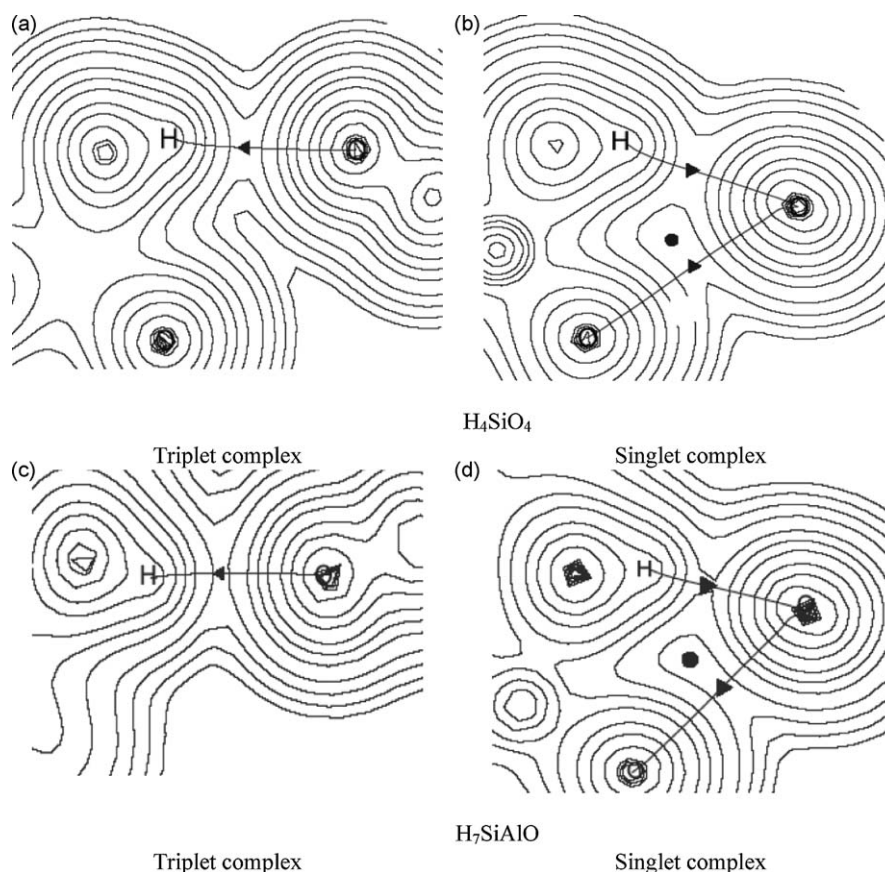 (a) (b)
H H
H₄SiO₄
Triplet complex Singlet complex
(c) (d)
H H
H₇SiAlO
Triplet complex Singlet complex